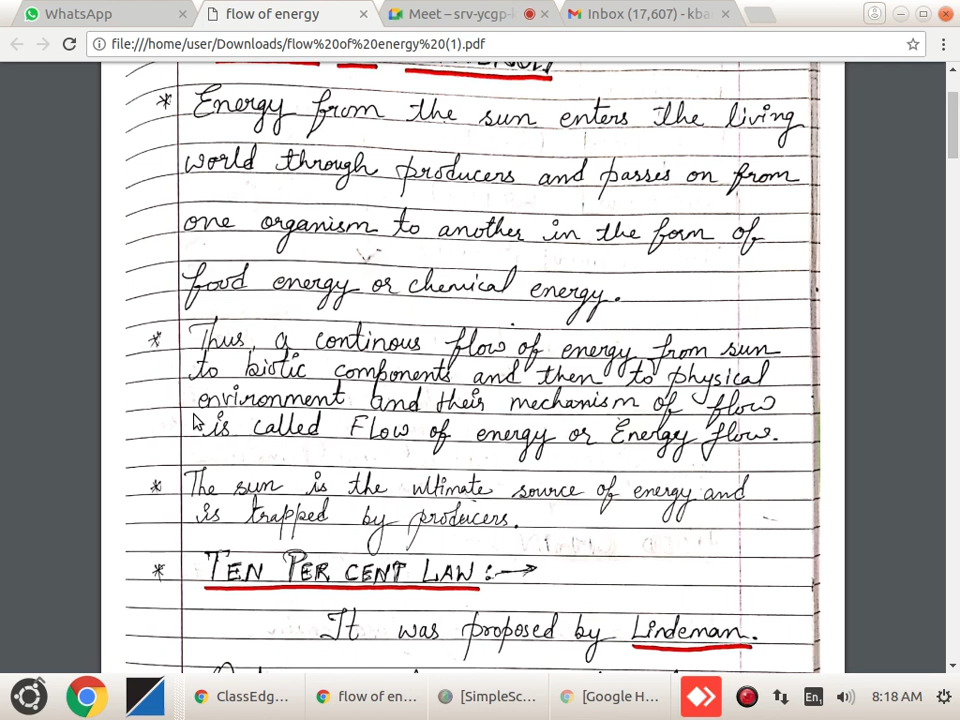 WhatsApp
flow of energy
Meet – srv-ycgp-
Inbox (17,607) - kba
file:///home/user/Downloads/flow%20of%20energy%20(1).pdf
* Energy from the sun enters the living
world through producers and passes on from
one organism to another in the form of
food energy or chemical energy.
* Thus, a continous flow of energy from sun
to biotic components and then to physical
environment and their mechanism of flow
is called Flow of energy or Energy flow.
* The sun is the ultimate source of energy and
is trapped by producers.
* TEN PER CENT LAW :→
It was proposed by Lindeman.
ClassEdg...
flow of en...
[SimpleSc...
[Google H...
En1
8:18 AM